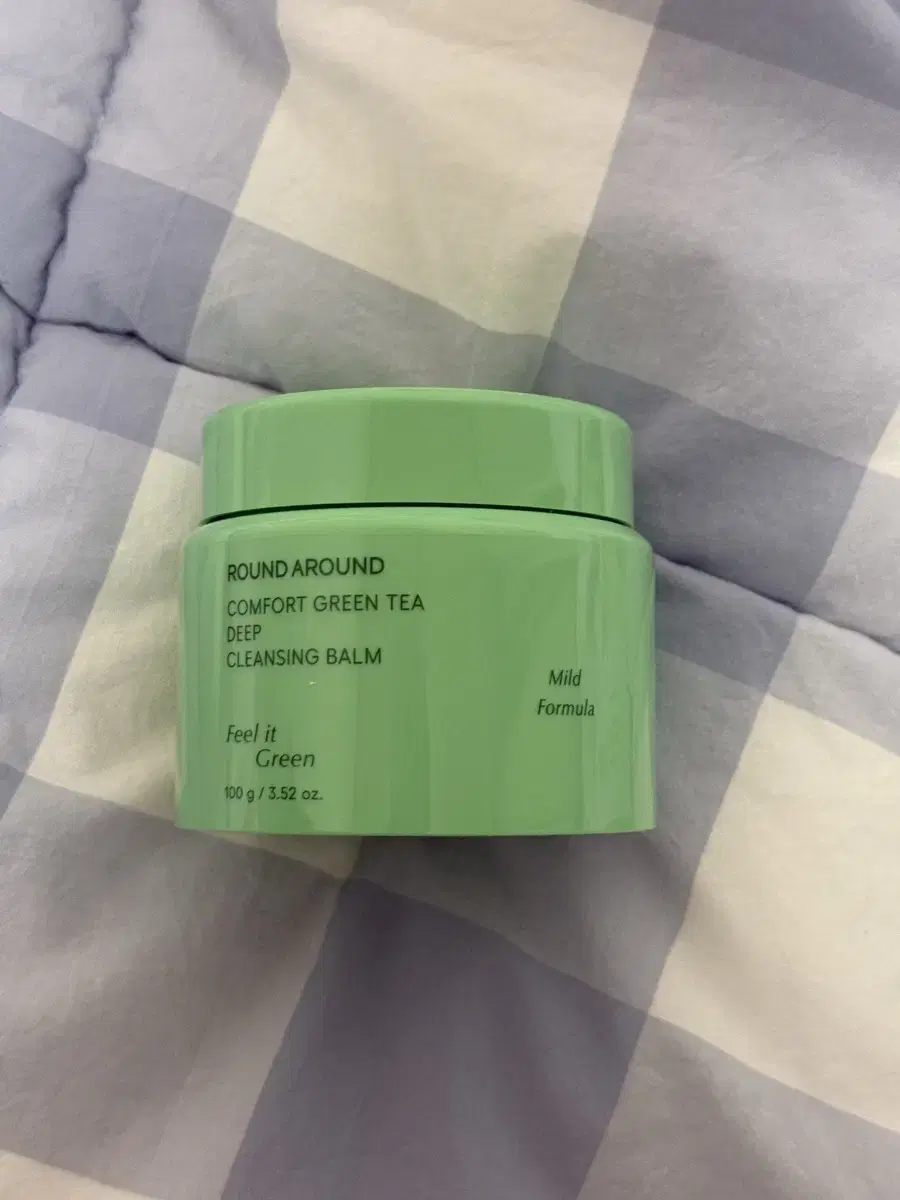 ROUND AROUND
COMFORT GREEN TEA
DEEP
CLEANSING BALM
Mild
Formula
Feel it
Green
100 g / 3.52 oz.